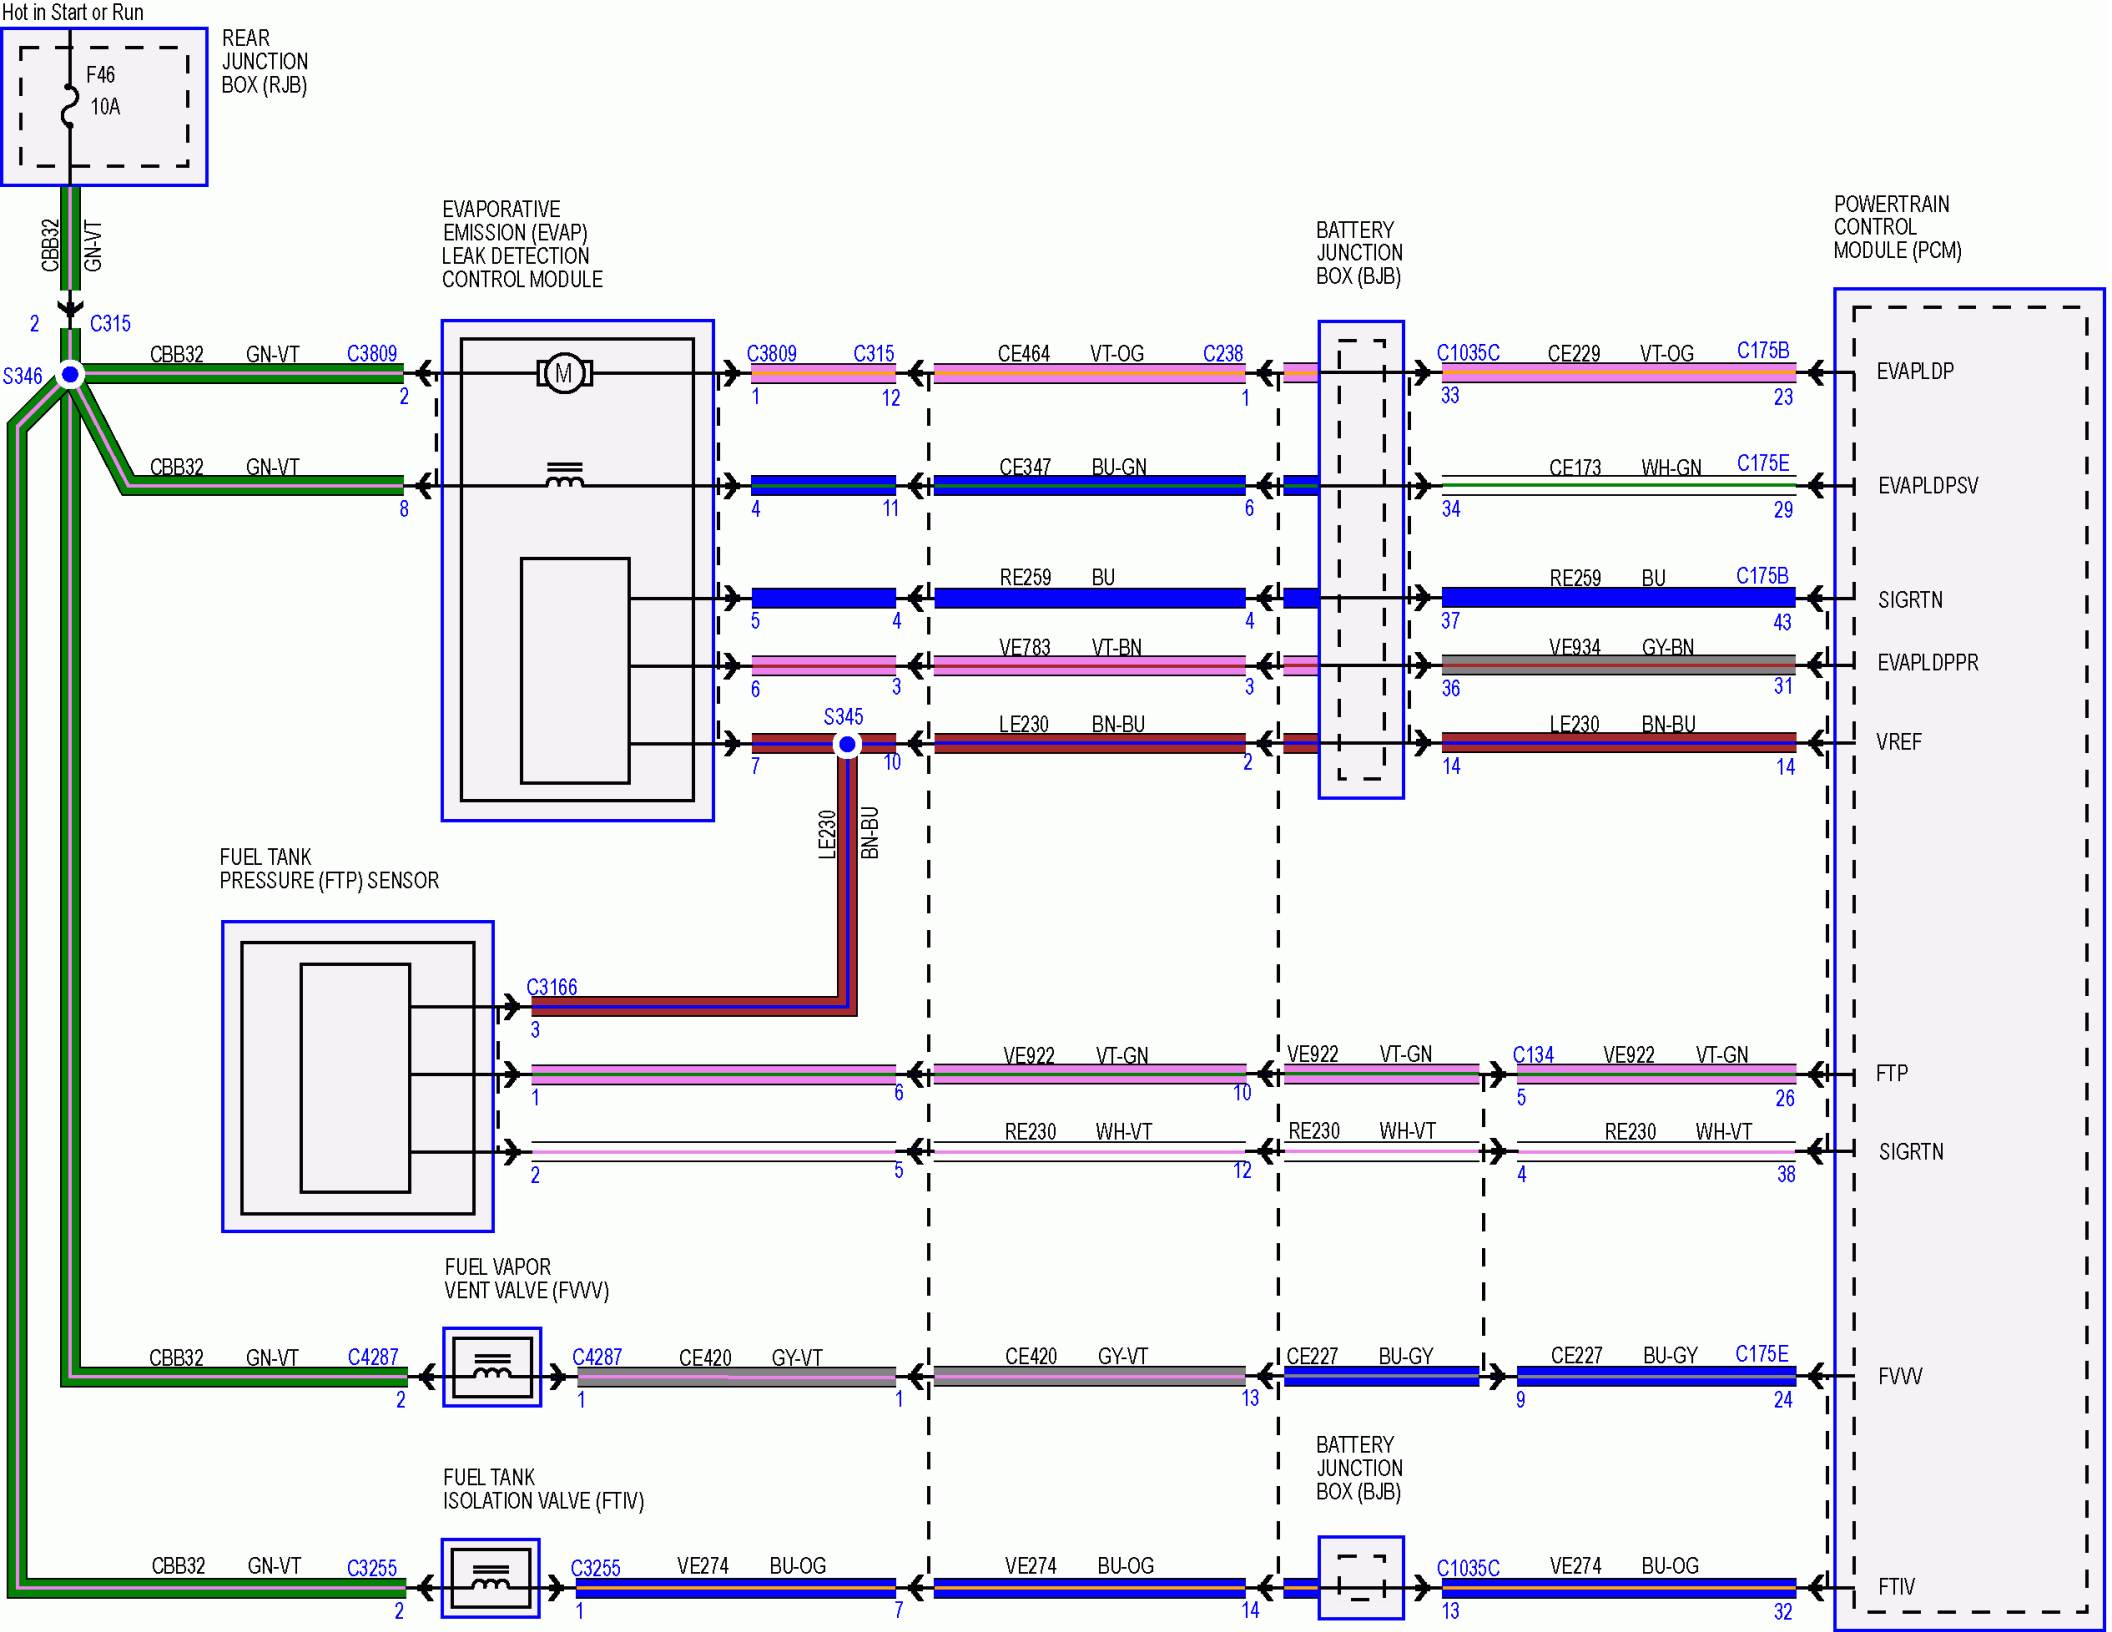 Hot in Start or Run
REAR
JUNCTION
BOX (RJB)
F46
10A
CBB32
GN-VT
2 C315
S346
EVAPORATIVE
EMISSION (EVAP)
LEAK DETECTION
CONTROL MODULE
BATTERY
JUNCTION
BOX (BJB)
POWERTRAIN
CONTROL
MODULE (PCM)
CBB32 GN-VT C3809 M C3809 C315 CE464 VT-OG C238 C1035C CE229 VT-OG C175B EVAPLDP
2 1 12 1 33 23
CBB32 GN-VT CE347 BU-GN CE173 WH-GN C175E EVAPLDPSV
8 4 11 6 34 29
RE259 BU RE259 BU C175B SIGRTN
5 4 4 37 43
VE783 VT-BN VE934 GY-BN EVAPLDPPR
6 3 3 36 31
S345 LE230 BN-BU LE230 BN-BU VREF
7 10 2 14 14
LE230
BN-BU
FUEL TANK
PRESSURE (FTP) SENSOR
C3166
3
VE922 VT-GN VE922 VT-GN C134 VE922 VT-GN FTP
1 6 10 5 26
RE230 WH-VT RE230 WH-VT RE230 WH-VT SIGRTN
2 5 12 4 38
FUEL VAPOR
VENT VALVE (FVVV)
CBB32 GN-VT C4287 C4287 CE420 GY-VT CE420 GY-VT CE227 BU-GY CE227 BU-GY C175E FVVV
2 1 1 13 9 24
FUEL TANK
ISOLATION VALVE (FTIV)
BATTERY
JUNCTION
BOX (BJB)
CBB32 GN-VT C3255 C3255 VE274 BU-OG VE274 BU-OG C1035C VE274 BU-OG FTIV
2 1 7 14 13 32